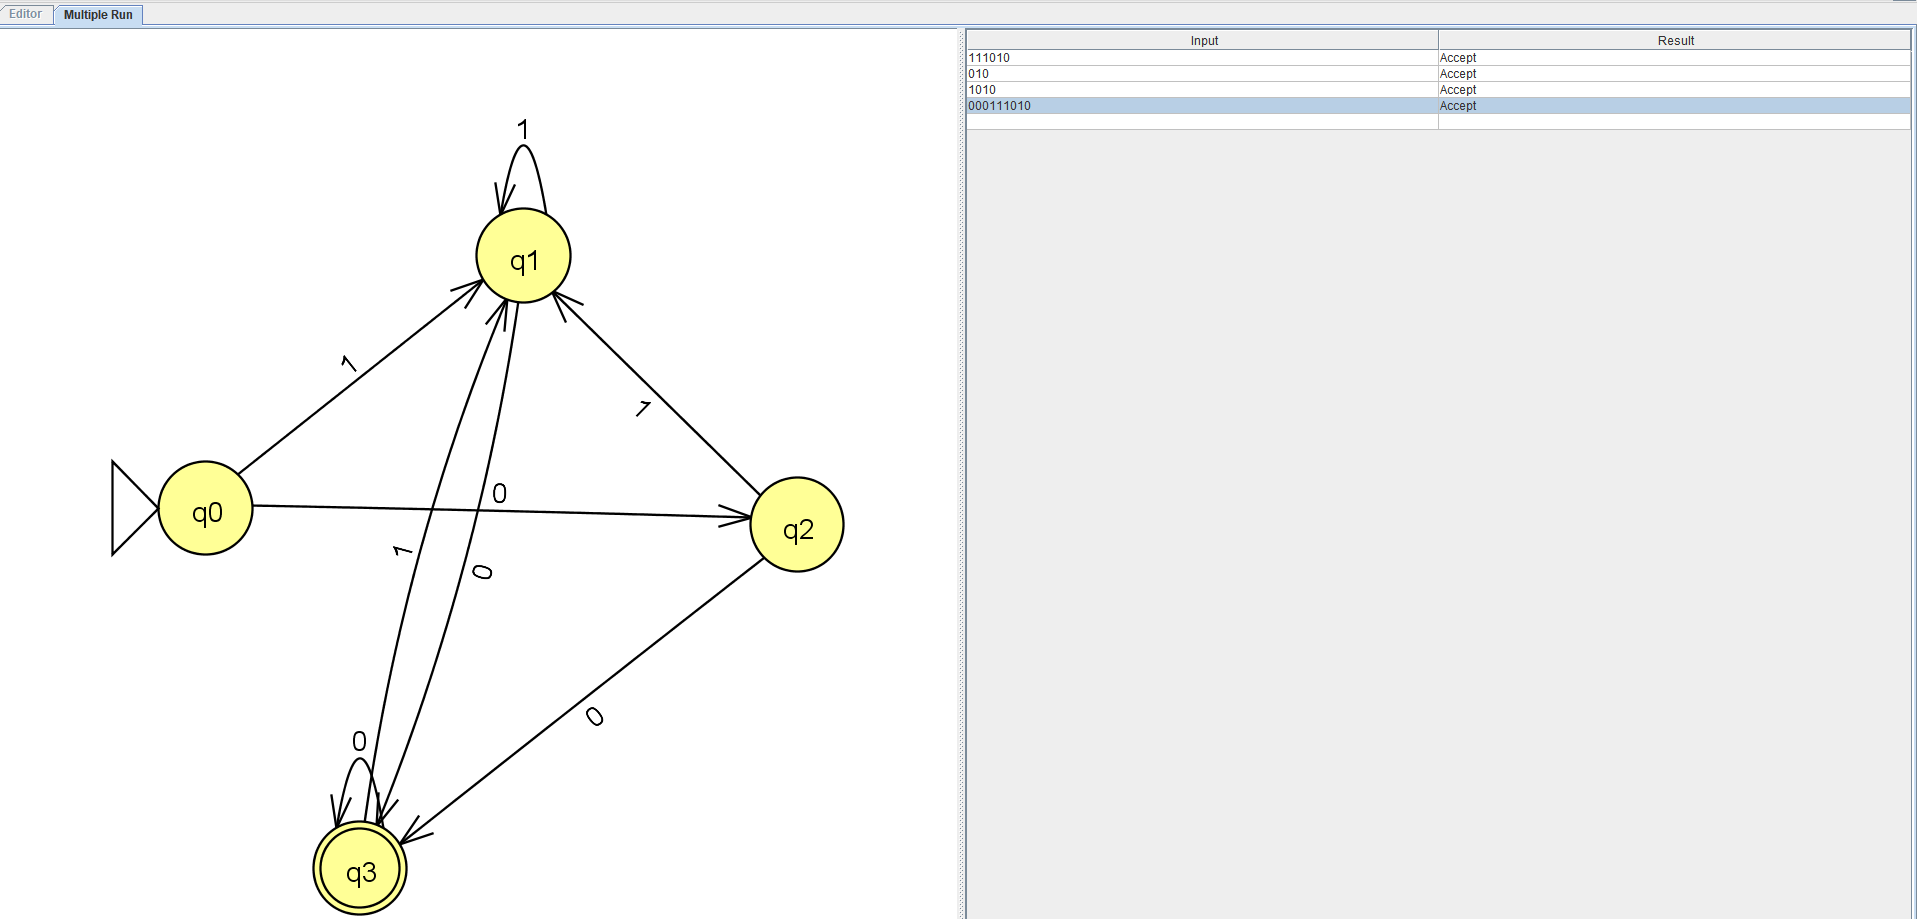 Editor
Multiple Run
Input Result
111010 Accept
010 Accept
1010 Accept
000111010 Accept
1
q1
1
1
0
q0
q2
1
0
0
0
q3